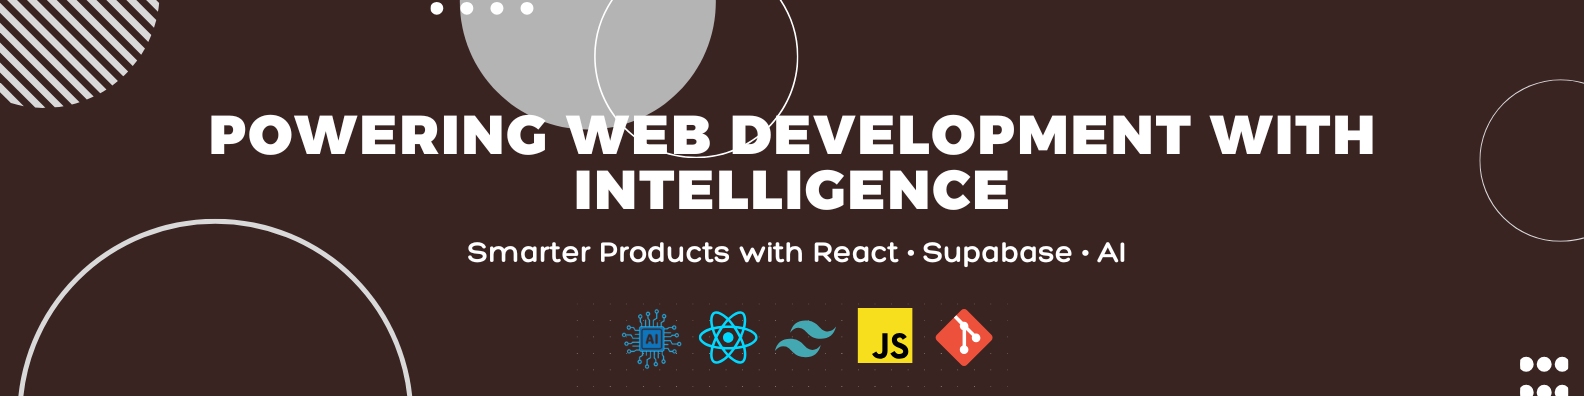 POWERING WEB DEVELOPMENT WITH
INTELLIGENCE
Smarter Products with React • Supabase • AI
AI
JS